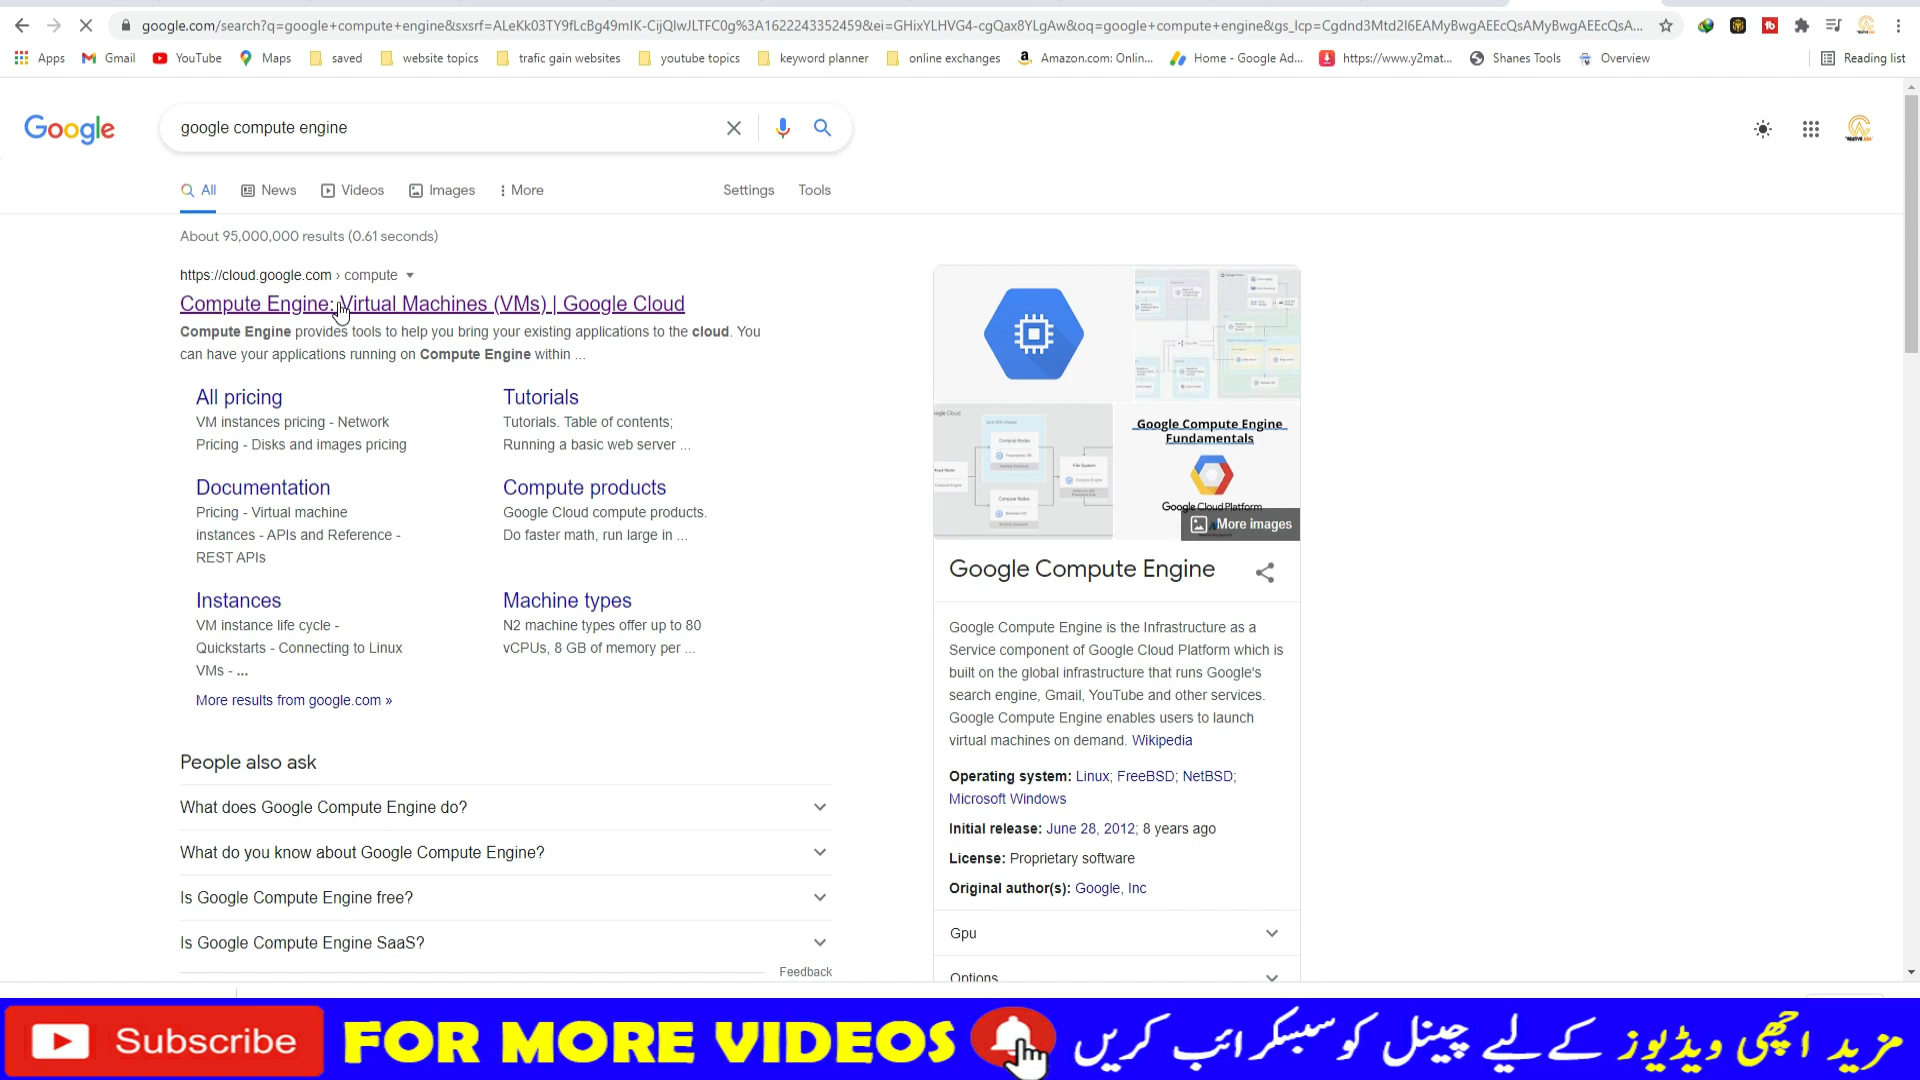 google.com/search?q=google+compute+engine&sxsrf=ALeKk03TY9fLcBg49mIK-CijQIwJLTFC0g%3A1622243352459&ei=GHixYLHVG4-cgQax8YLgAw&oq=google+compute+engine&gs_lcp=Cgdnd3Mtd2l6EAMyBwgAEEcQsAMyBwgAEEcQsA...
Apps Gmail YouTube Maps saved website topics trafic gain websites youtube topics keyword planner online exchanges Amazon.com: Onlin... Home - Google Ad... https://www.y2mat... Shanes Tools Overview Reading list
Google google compute engine
All News Videos Images More Settings Tools
About 95,000,000 results (0.61 seconds)
https://cloud.google.com › compute
Compute Engine: Virtual Machines (VMs) | Google Cloud
Compute Engine provides tools to help you bring your existing applications to the cloud. You
can have your applications running on Compute Engine within ...
All pricing
VM instances pricing - Network
Pricing - Disks and images pricing
Tutorials
Tutorials. Table of contents;
Running a basic web server ...
Documentation
Pricing - Virtual machine
instances - APIs and Reference -
REST APIs
Compute products
Google Cloud compute products.
Do faster math, run large in ...
Instances
VM instance life cycle -
Quickstarts - Connecting to Linux
VMs - ...
Machine types
N2 machine types offer up to 80
vCPUs, 8 GB of memory per ...
More results from google.com »
People also ask
What does Google Compute Engine do?
What do you know about Google Compute Engine?
Is Google Compute Engine free?
Is Google Compute Engine SaaS?
Feedback
Google Compute Engine
Fundamentals
Google Cloud Platform
More images
Google Compute Engine
Google Compute Engine is the Infrastructure as a
Service component of Google Cloud Platform which is
built on the global infrastructure that runs Google's
search engine, Gmail, YouTube and other services.
Google Compute Engine enables users to launch
virtual machines on demand. Wikipedia
Operating system: Linux; FreeBSD; NetBSD;
Microsoft Windows
Initial release: June 28, 2012; 8 years ago
License: Proprietary software
Original author(s): Google, Inc
Gpu
Options
Subscribe FOR MORE VIDEOS
مزید اچھی ویڈیوز کے لیے چینل کو سبسکرائب کریں